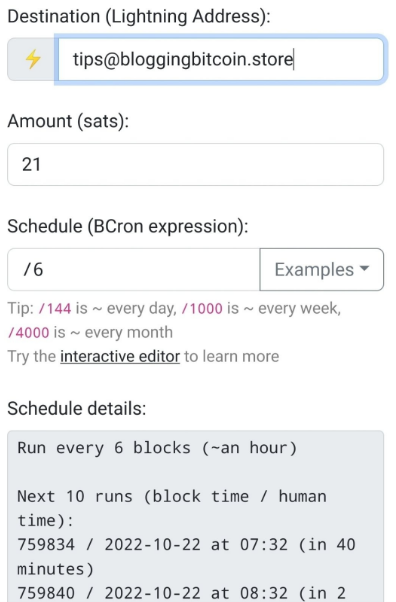 Destination (Lightning Address):
tips@bloggingbitcoin.store
Amount (sats):
21
Schedule (BCron expression):
/6
Examples
Tip: /144 is ~ every day, /1000 is ~ every week,
/4000 is ~ every month
Try the interactive editor to learn more
Schedule details:
Run every 6 blocks (~an hour)
Next 10 runs (block time / human
time):
759834 / 2022-10-22 at 07:32 (in 40
minutes)
759840 / 2022-10-22 at 08:32 (in 2